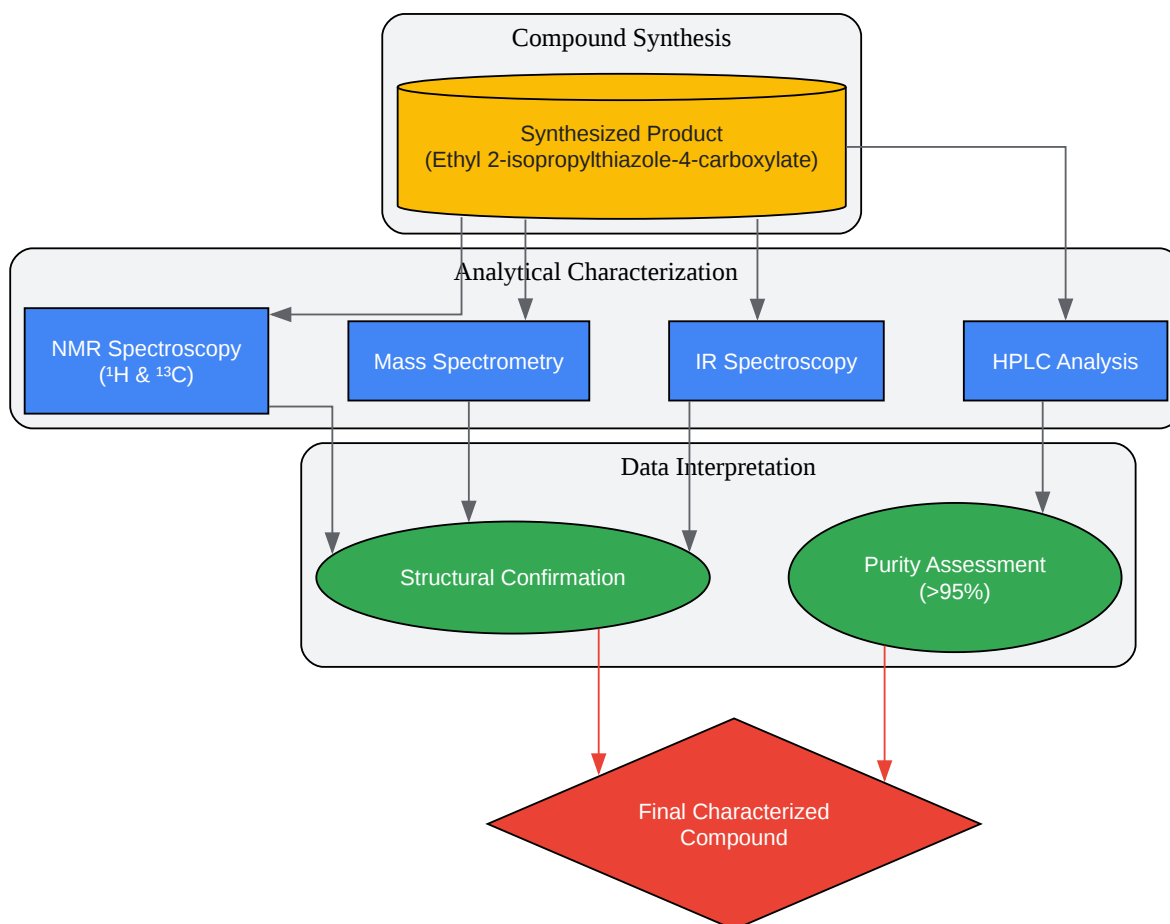 Compound Synthesis
Synthesized Product
(Ethyl 2-isopropylthiazole-4-carboxylate)
Analytical Characterization
NMR Spectroscopy
(¹H & ¹³C)
Mass Spectrometry
IR Spectroscopy
HPLC Analysis
Data Interpretation
Structural Confirmation
Purity Assessment
(>95%)
Final Characterized
Compound